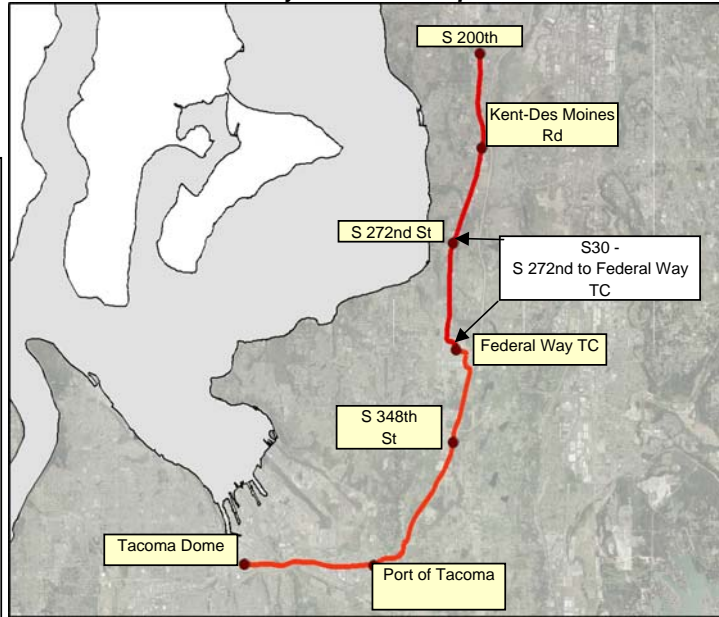 S 200th
Kent-Des Moines
Rd
S 272nd St
S30 -
S 272nd to Federal Way
TC
Federal Way TC
S 348th
St
Tacoma Dome
Port of Tacoma